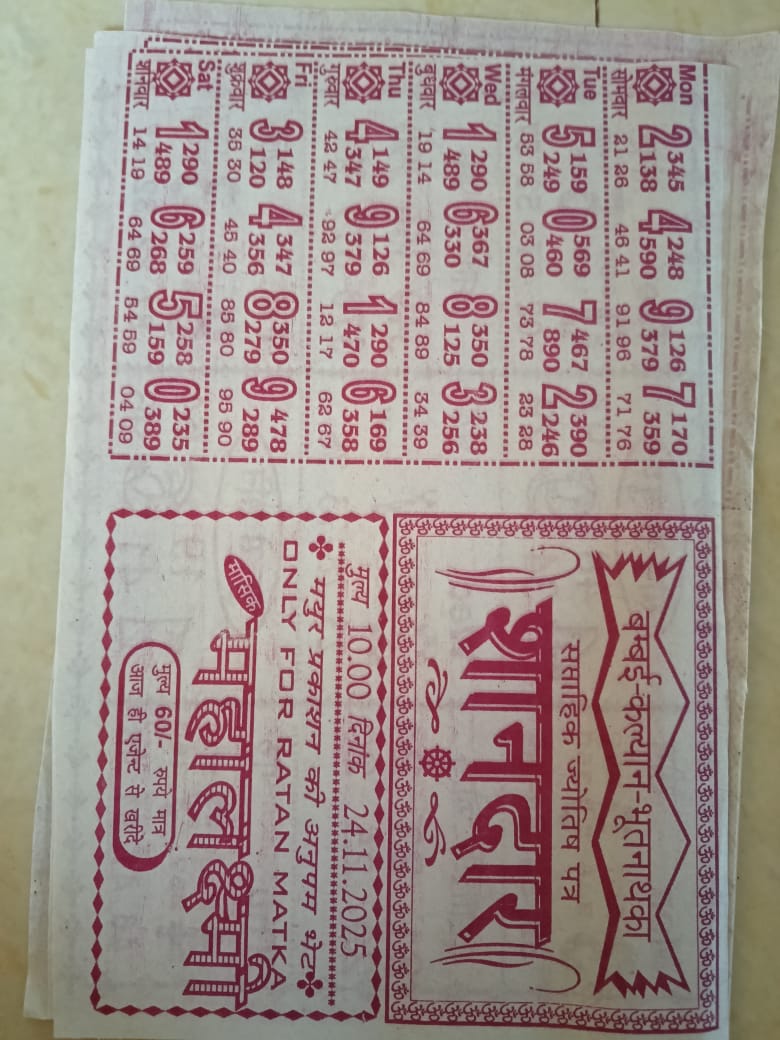 बम्बई-कल्यान-भूतनाथका
सप्ताहिक ज्योतिष पत्र
शानदार
मुल्य 10.00 दिनांक 24.11.2025
मयुर प्रकाशन की अनुपम भेट
ONLY FOR RATAN MATKA
मासिक
महालक्ष्मी
मुल्य 60/- रुपये मात्र
आज ही एजेन्ट से खरीदे
Mon 2 345 4 248 9 126 7 170
2138 4590 379 359
सोमवार 21 26 46 41 91 96 71 76
Tue 5 159 0 569 7 467 2 390
249 460 890 246
मंगलवार 53 58 03 08 73 78 23 28
Wed 1 290 6 367 8 350 3 238
489 330 125 256
बुधवार 19 14 64 69 84 89 34 39
Thu 4 149 9 126 1 290 6 169
347 379 470 358
गुरुवार 42 47 92 97 12 17 62 67
Fri 3 148 4 347 8 350 9 478
120 356 279 289
शुक्रवार 35 30 45 40 85 80 95 90
Sat 1 290 6 259 5 258 0 235
489 268 159 389
शनिवार 14 19 64 69 54 59 04 09